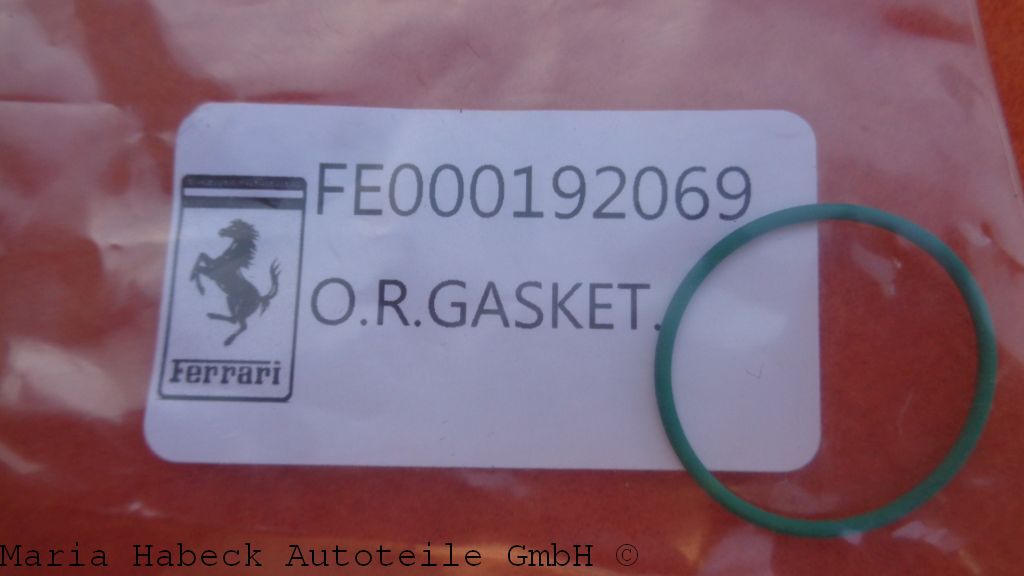 FE000192069
O.R.GASKET.
Ferrari
Maria Habeck Autoteile GmbH ©